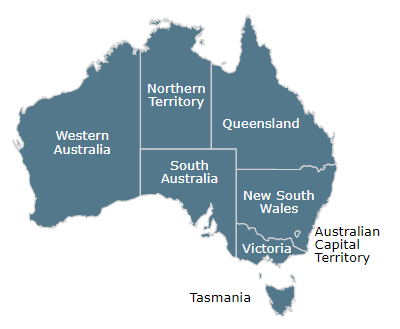 Northern
Territory
Queensland
Western
Australia
South
Australia
New South
Wales
Australian
Capital
Territory
Victoria
Tasmania